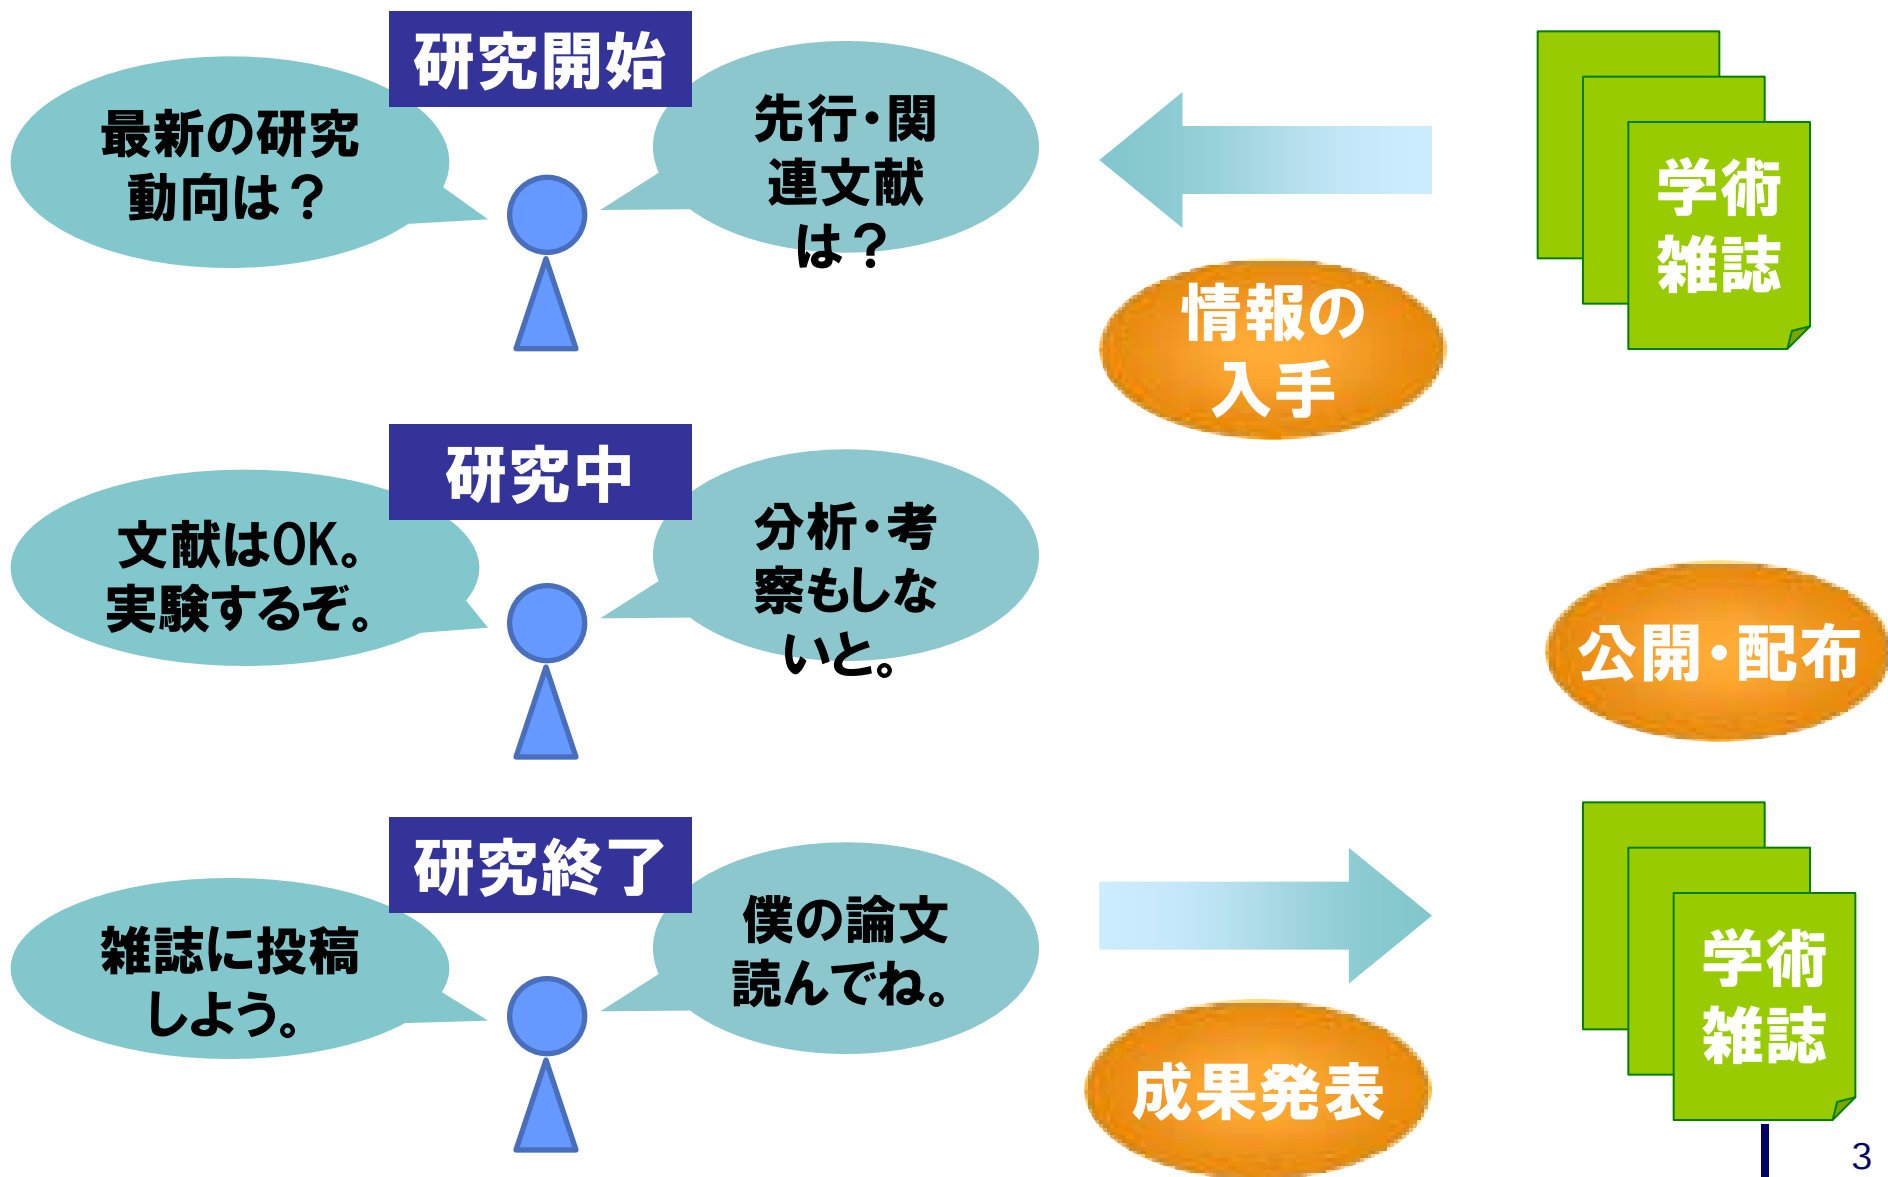 研究開始
最新の研究
動向は？
先行・関
連文献
は？
学術
雑誌
情報の
入手
研究中
文献はOK。
実験するぞ。
分析・考
察もしな
いと。
公開・配布
研究終了
雑誌に投稿
しよう。
僕の論文
読んでね。
学術
雑誌
成果発表
3